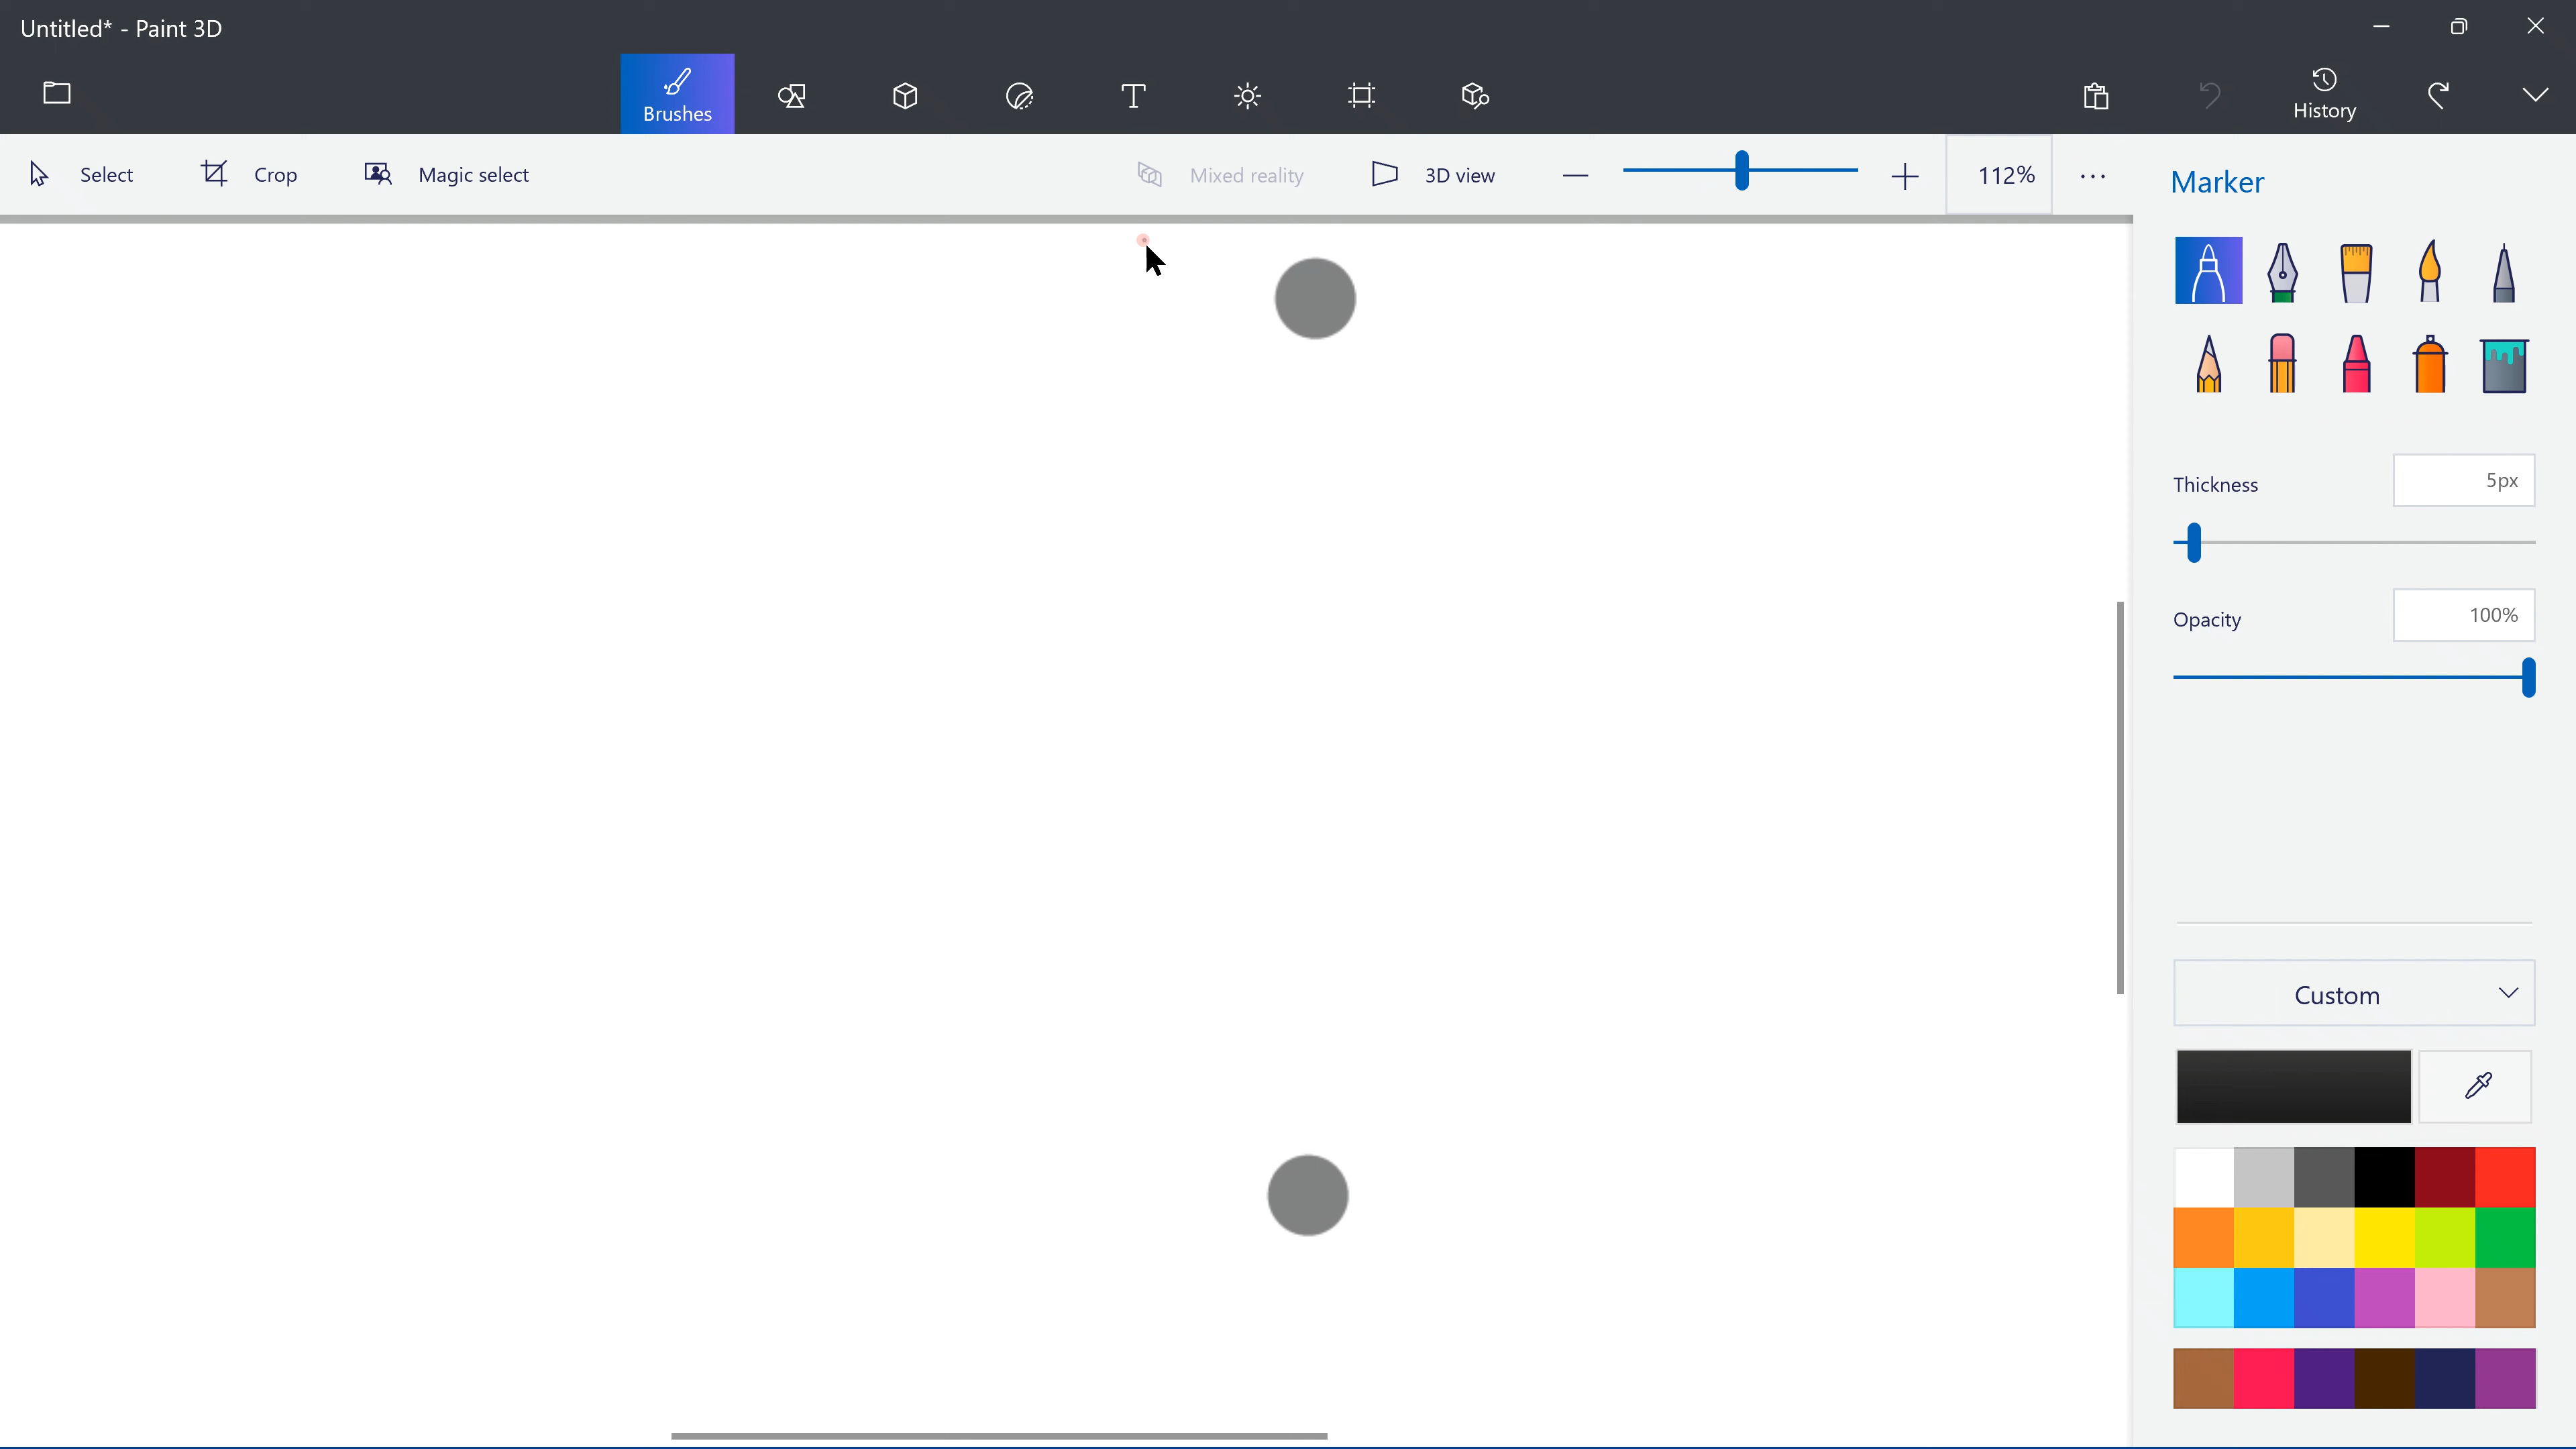 Untitled* - Paint 3D
Brushes
History
Select
Crop
Magic select
Mixed reality
3D view
112%
Marker
Thickness
5px
Opacity
100%
Custom